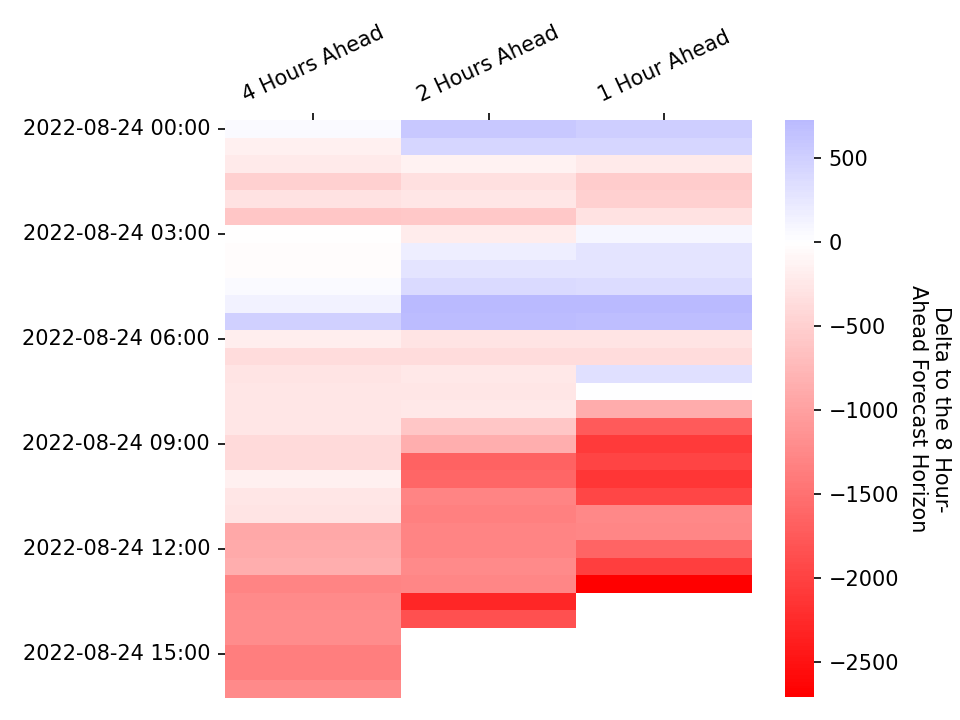 4 Hours Ahead
2 Hours Ahead
1 Hour Ahead
2022-08-24 00:00
2022-08-24 03:00
2022-08-24 06:00
2022-08-24 09:00
2022-08-24 12:00
2022-08-24 15:00
500
0
−500
−1000
−1500
−2000
−2500
Delta to the 8 Hour-
Ahead Forecast Horizon